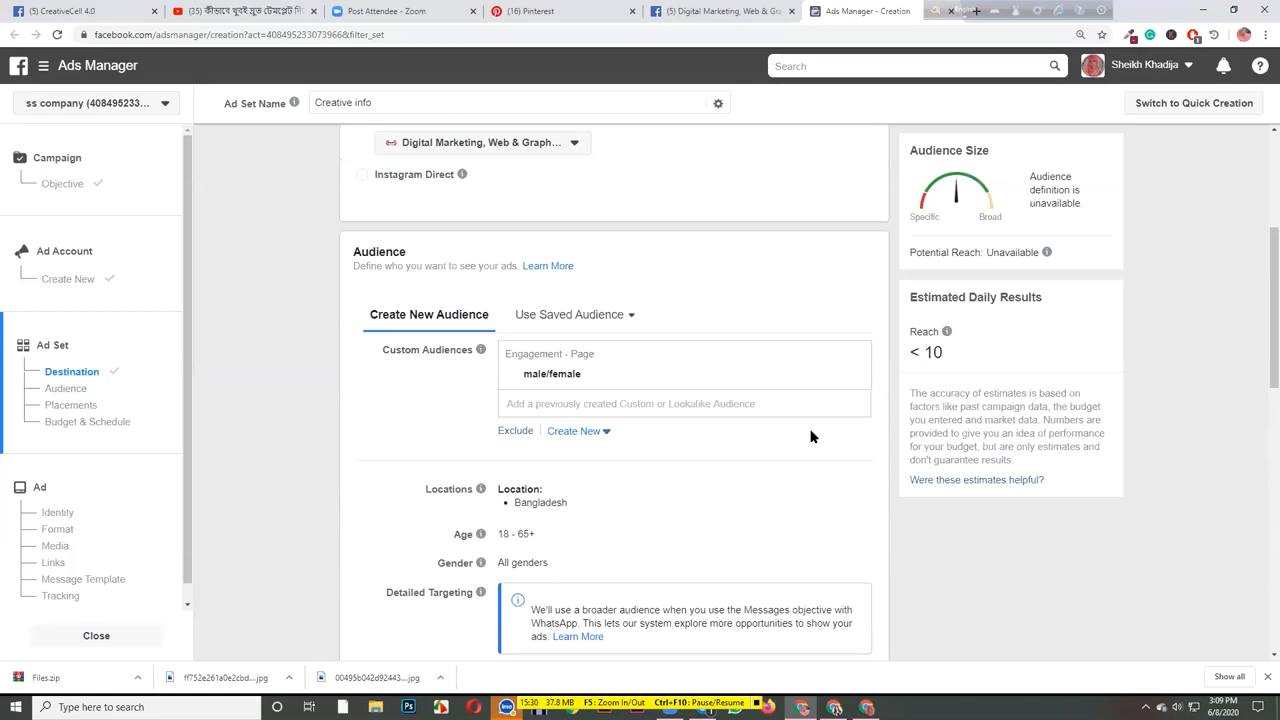 (5) CreativeCell 4.0
(35) কীভাবে খুবই দ্রুত টেমপ্লেট দি
Post Attendee - Zoom
(16) Pinterest
(5) Digital Marketing, Web & Gr
Ads Manager - Creation
facebook.com/adsmanager/creation?act=408495233073966&filter_set
Ads Manager
Search
Sheikh Khadija
ss company (408495233...
Ad Set Name
Creative info
Switch to Quick Creation
Campaign
Objective
Ad Account
Create New
Ad Set
Destination
Audience
Placements
Budget & Schedule
Ad
Identity
Format
Media
Links
Message Template
Tracking
Close
Digital Marketing, Web & Graph...
Instagram Direct
Audience
Define who you want to see your ads. Learn More
Create New Audience
Use Saved Audience
Custom Audiences
Engagement - Page
male/female
Add a previously created Custom or Lookalike Audience
Exclude
Create New
Locations
Location:
Bangladesh
Age
18 - 65+
Gender
All genders
Detailed Targeting
We'll use a broader audience when you use the Messages objective with
WhatsApp. This lets our system explore more opportunities to show your
ads. Learn More
Audience Size
Specific
Broad
Audience
definition is
unavailable.
Potential Reach: Unavailable
Estimated Daily Results
Reach
< 10
The accuracy of estimates is based on
factors like past campaign data, the budget
you entered and market data. Numbers are
provided to give you an idea of performance
for your budget, but are only estimates and
don't guarantee results.
Were these estimates helpful?
Files.zip
ff752e261a0e2cbd....jpg
00495b042d92443....jpg
Show all
Type here to search
15:30 37.8 MB F5: Zoom In/Out Ctrl+F10: Pause/Resume
3:09 PM
6/8/2020